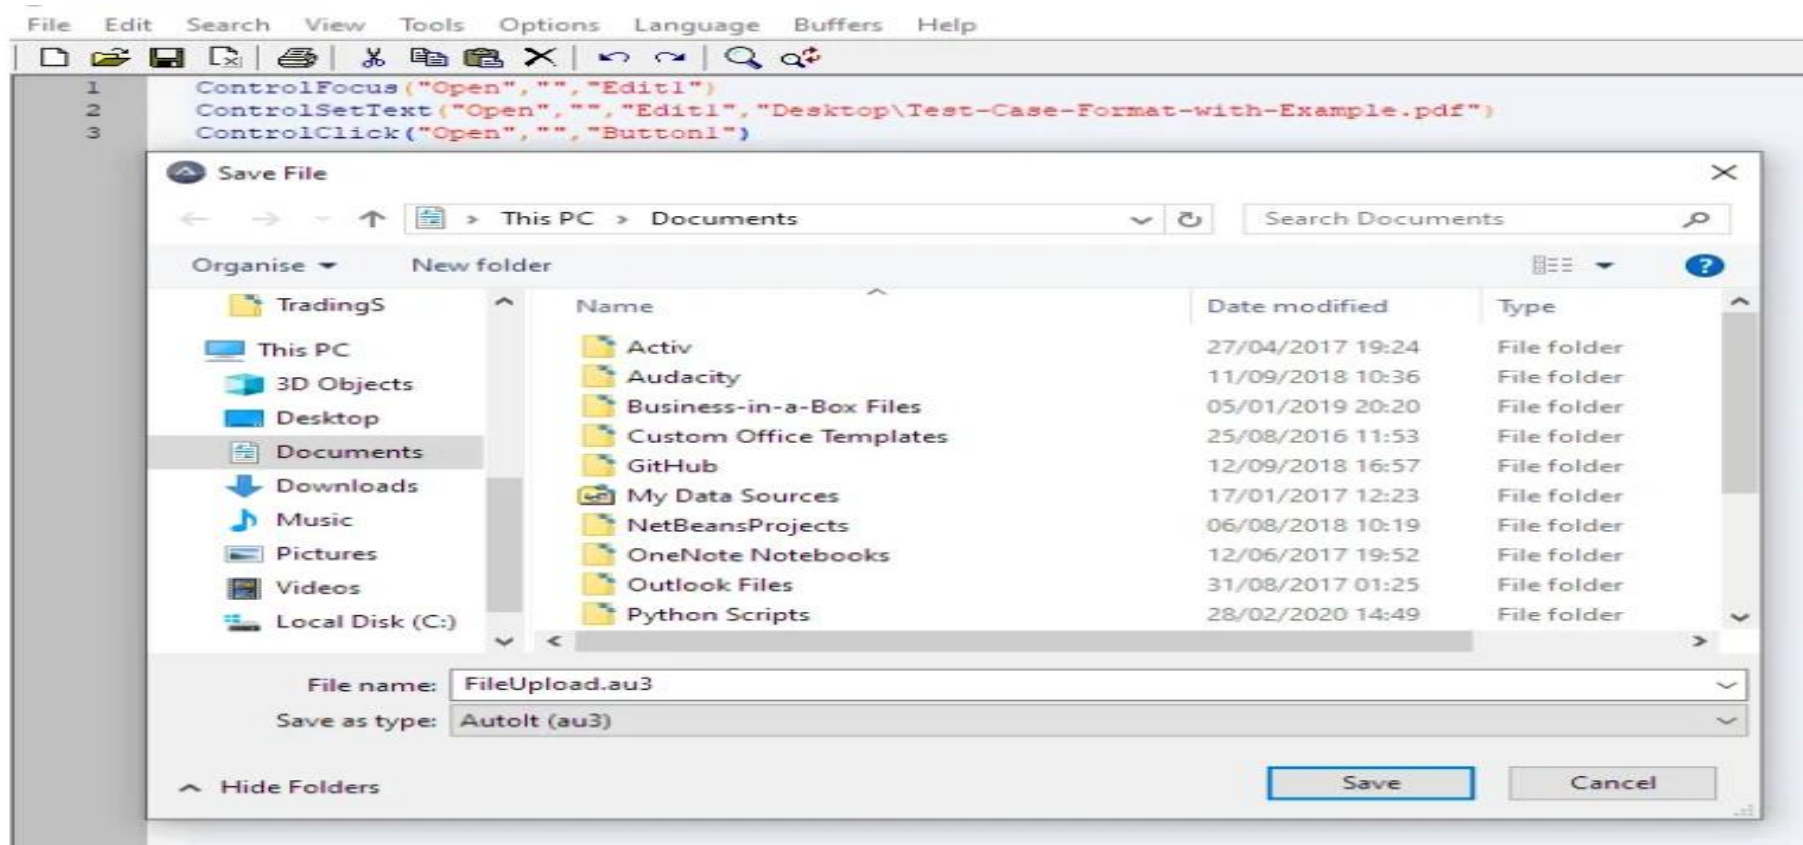 File Edit Search View Tools Options Language Buffers Help
1 ControlFocus("Open","","Edit1")
2 ControlSetText("Open","","Edit1","Desktop\Test-Case-Format-with-Example.pdf")
3 ControlClick("Open","","Button1")
Save File
This PC > Documents
Search Documents
Organise New folder
TradingS
This PC
3D Objects
Desktop
Documents
Downloads
Music
Pictures
Videos
Local Disk (C:)
Name Date modified Type
Activ 27/04/2017 19:24 File folder
Audacity 11/09/2018 10:36 File folder
Business-in-a-Box Files 05/01/2019 20:20 File folder
Custom Office Templates 25/08/2016 11:53 File folder
GitHub 12/09/2018 16:57 File folder
My Data Sources 17/01/2017 12:23 File folder
NetBeansProjects 06/08/2018 10:19 File folder
OneNote Notebooks 12/06/2017 19:52 File folder
Outlook Files 31/08/2017 01:25 File folder
Python Scripts 28/02/2020 14:49 File folder
File name: FileUpload.au3
Save as type: AutoIt (au3)
Hide Folders
Save Cancel